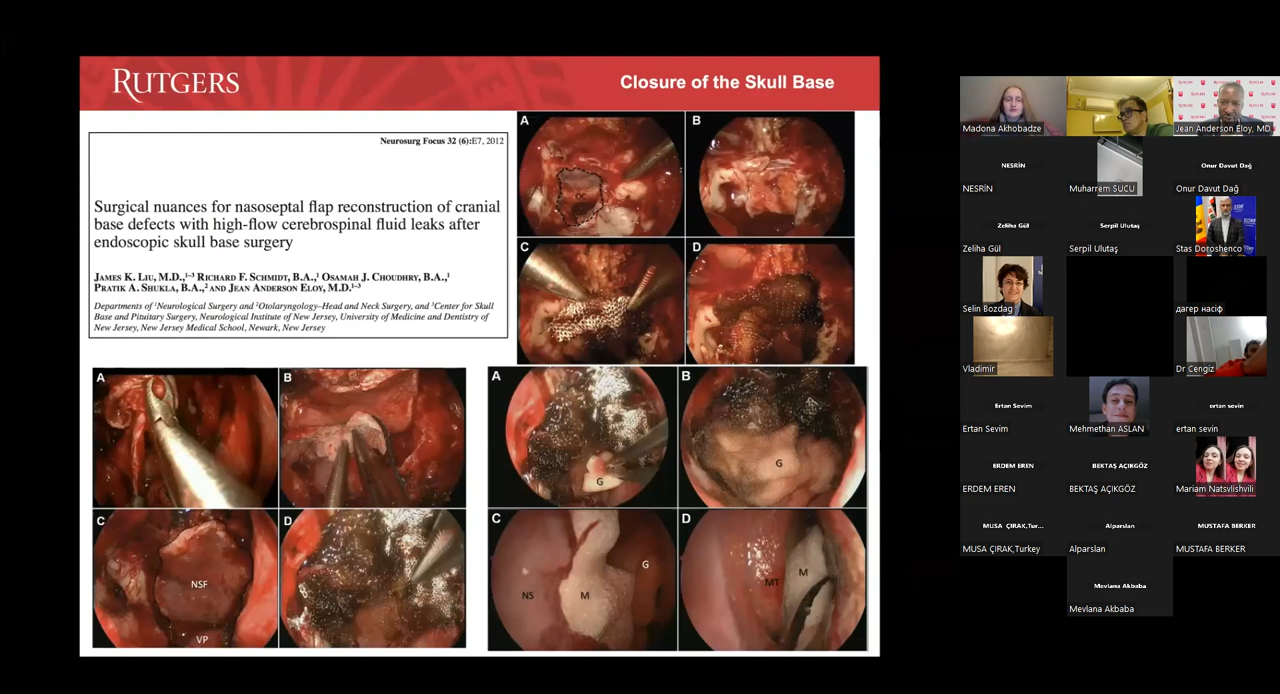 RUTGERS
Closure of the Skull Base
Neurosurg Focus 32 (6):E7, 2012
Surgical nuances for nasoseptal flap reconstruction of cranial
base defects with high-flow cerebrospinal fluid leaks after
endoscopic skull base surgery
JAMES K. LIU, M.D.,1–3 RICHARD F. SCHMIDT, B.A.,1 OSAMAH J. CHOUDHRY, B.A.,1
PRATIK A. SHUKLA, B.A.,2 AND JEAN ANDERSON ELOY, M.D.1–3
Departments of 1Neurological Surgery and 2Otolaryngology–Head and Neck Surgery, and 3Center for Skull
Base and Pituitary Surgery, Neurological Institute of New Jersey, University of Medicine and Dentistry of
New Jersey, New Jersey Medical School, Newark, New Jersey
A
B
OC
C
D
A
B
C
D
NSF
VP
A
B
G
G
C
D
NS
M
G
MT
M
Madona Akhobadze
Jean Anderson Eloy, MD
NESRİN
NESRİN
Muharrem SUCU
Onur Davut Dağ
Onur Davut Dağ
Zeliha Gül
Zeliha Gül
Serpil Ulutaş
Serpil Ulutaş
Stas Doroshenco
Selin Bozdag
дагер насіф
Vladimir
Dr Cengiz
Ertan Sevim
Ertan Sevim
Mehmethan ASLAN
ertan sevin
ertan sevin
ERDEM EREN
ERDEM EREN
BEKTAŞ AÇIKGÖZ
BEKTAŞ AÇIKGÖZ
Mariam Natsvlishvili
MUSA ÇIRAK,Tur...
MUSA ÇIRAK,Turkey
Alparslan
Alparslan
MUSTAFA BERKER
MUSTAFA BERKER
Mevlana Akbaba
Mevlana Akbaba